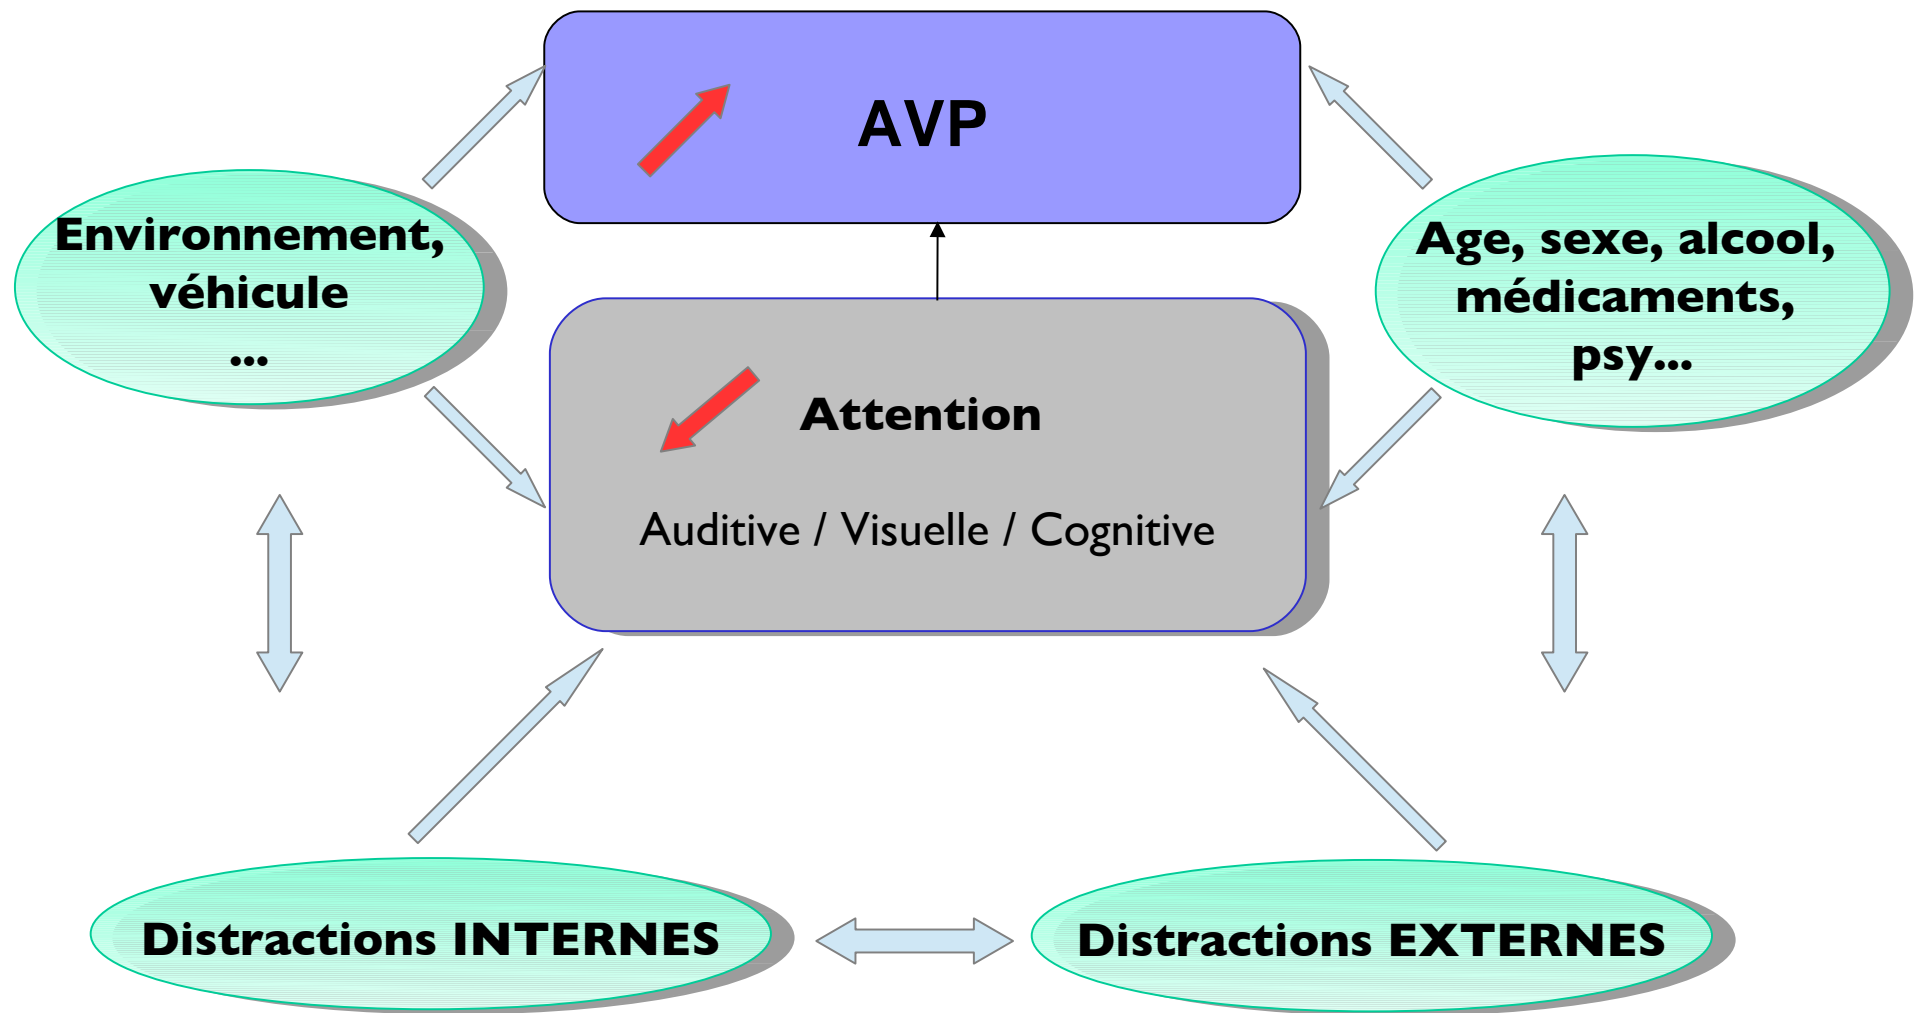 AVP
Environnement,
véhicule
...
Age, sexe, alcool,
médicaments,
psy...
Attention
Auditive / Visuelle / Cognitive
Distractions INTERNES
Distractions EXTERNES